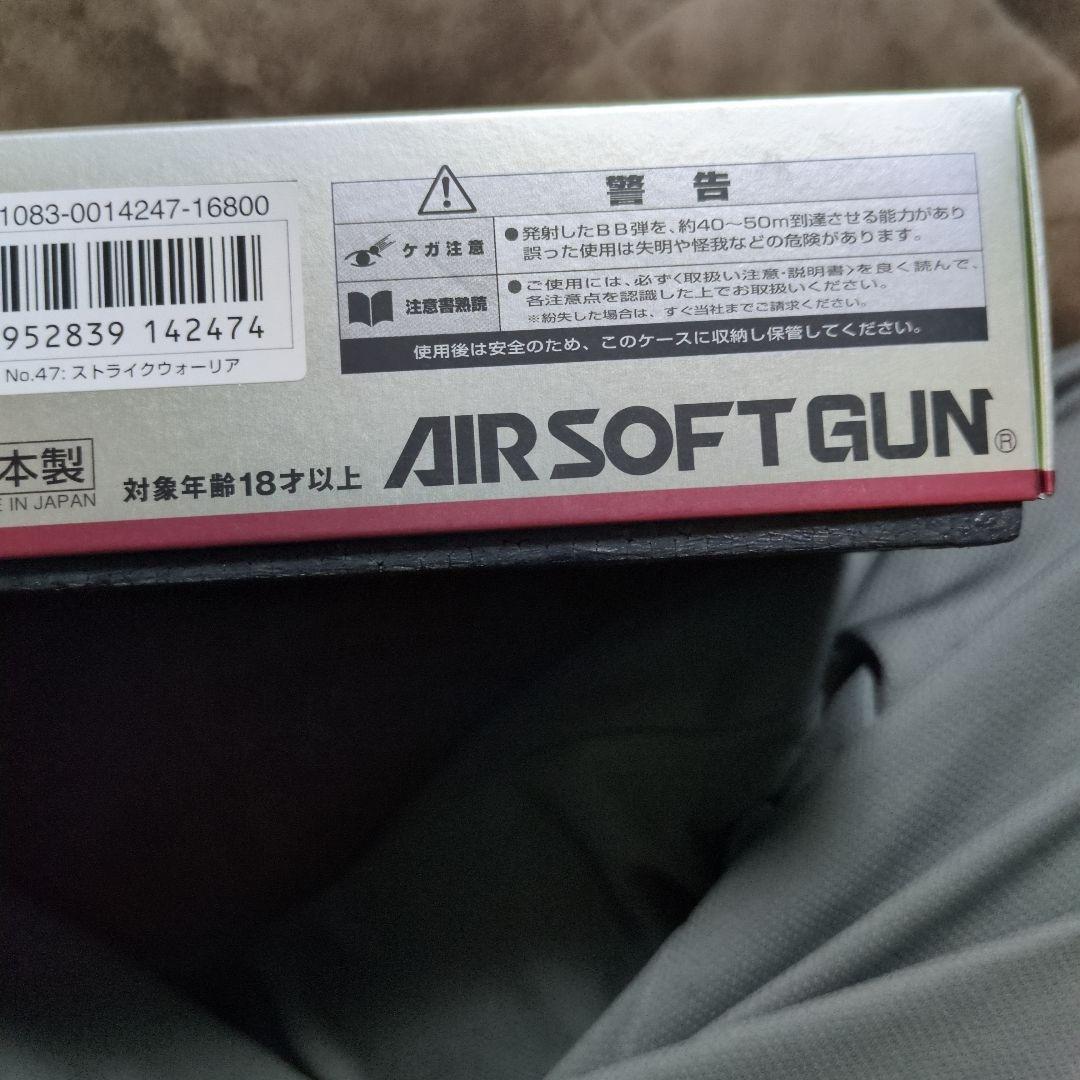 1083-0014247-16800
952839 142474
No.47: ストライクウォーリア
警告
ケガ注意
●発射したBB弾を、約40〜50m到達させる能力があり
誤った使用は失明や怪我などの危険があります。
注意書熟読
●ご使用には、必ず〈取扱い注意・説明書〉を良く読んで、
各注意点を認識した上でお取扱いください。
※紛失した場合は、すぐ当社までご請求ください。
使用後は安全のため、このケースに収納し保管してください。
本製
E IN JAPAN
対象年齢18才以上
AIRSOFT GUN®